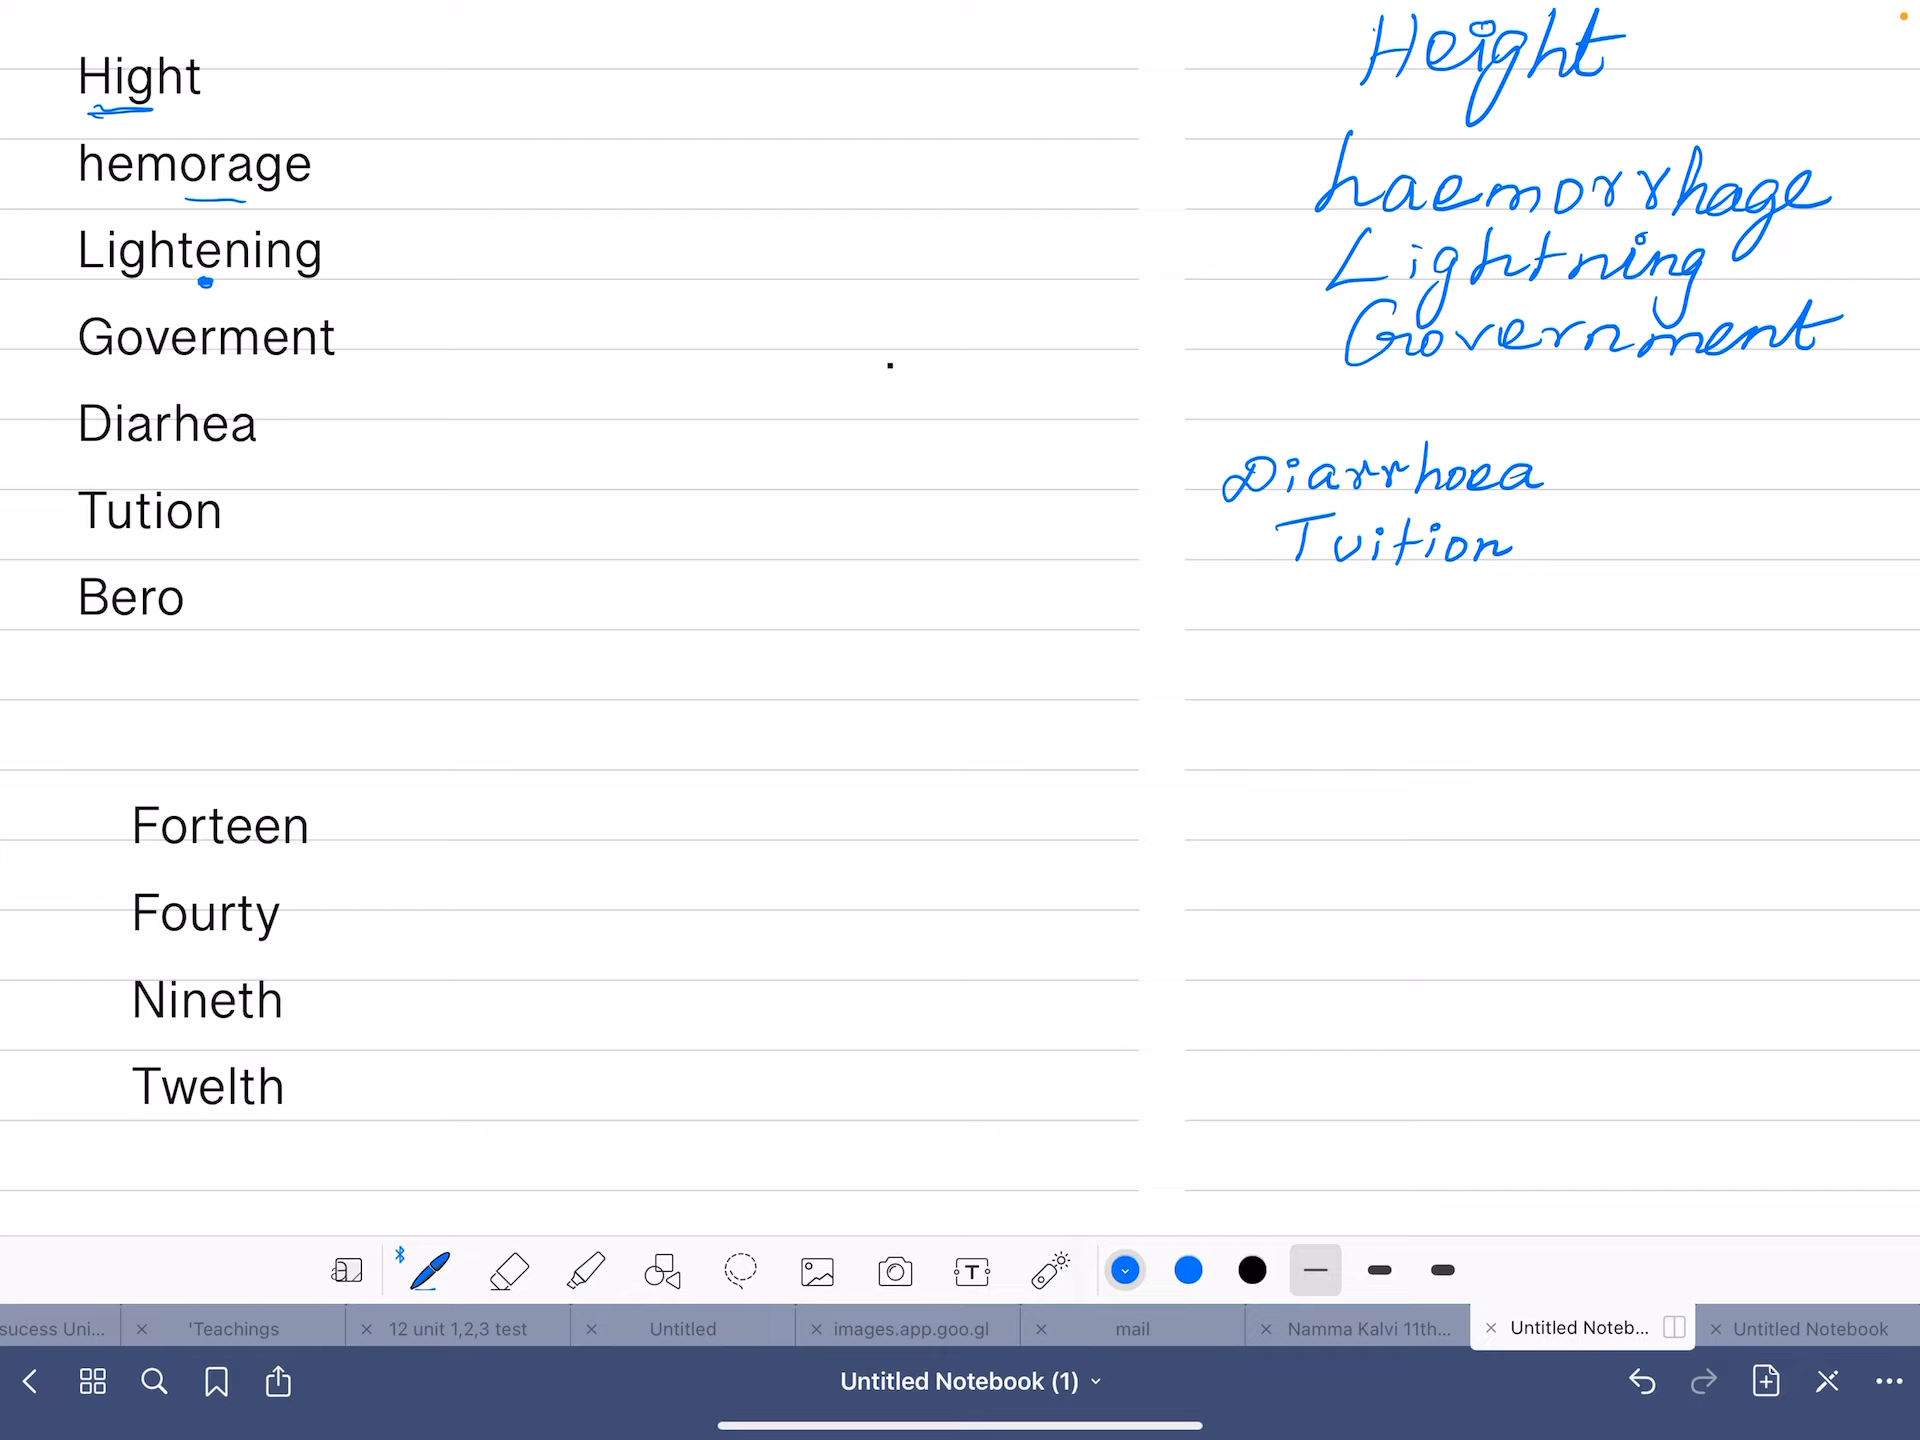 Hight
hemorage
Lightening
Goverment
Diarhea
Tution
Bero
Forteen
Fourty
Nineth
Twelth
Height
haemorrhage
Lightning
Government
Diarrhoea
Tuition
sucess Uni...
'Teachings
12 unit 1,2,3 test
Untitled
images.app.goo.gl
mail
Namma Kalvi 11th...
Untitled Noteb...
Untitled Notebook
Untitled Notebook (1)